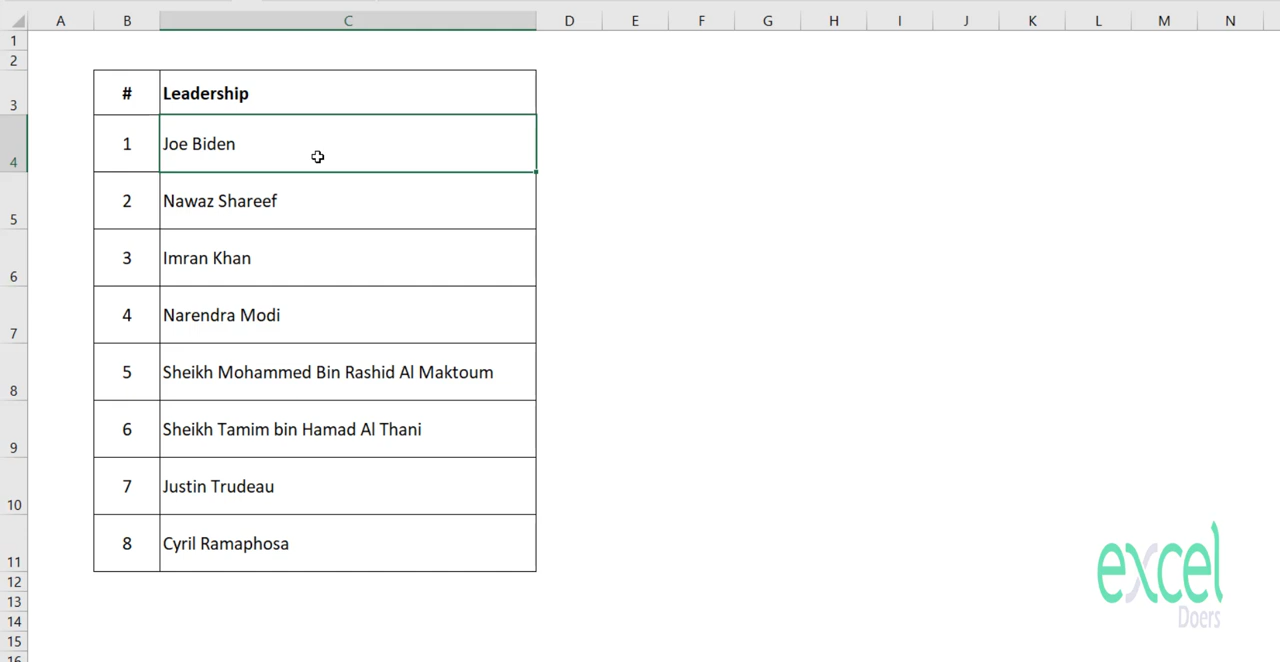 A B C D E F G H I J K L M N
1
2
3 # Leadership
4 1 Joe Biden
5 2 Nawaz Shareef
6 3 Imran Khan
7 4 Narendra Modi
8 5 Sheikh Mohammed Bin Rashid Al Maktoum
9 6 Sheikh Tamim bin Hamad Al Thani
10 7 Justin Trudeau
11 8 Cyril Ramaphosa
12
13
14
15
16
excel
Doers